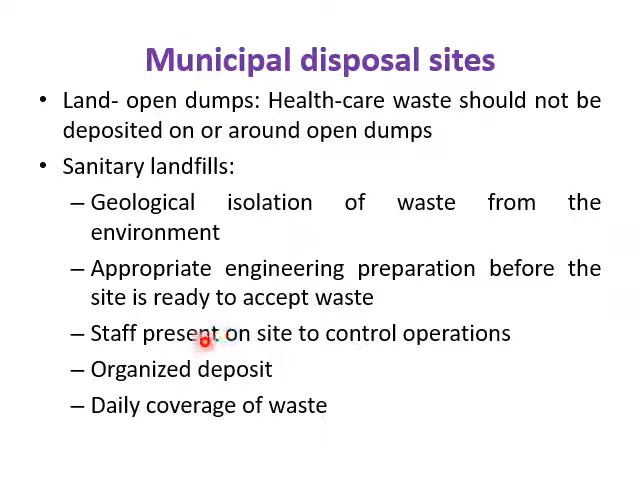 Municipal disposal sites
• Land- open dumps: Health-care waste should not be
deposited on or around open dumps
• Sanitary landfills:
– Geological isolation of waste from the
environment
– Appropriate engineering preparation before the
site is ready to accept waste
– Staff present on site to control operations
– Organized deposit
– Daily coverage of waste